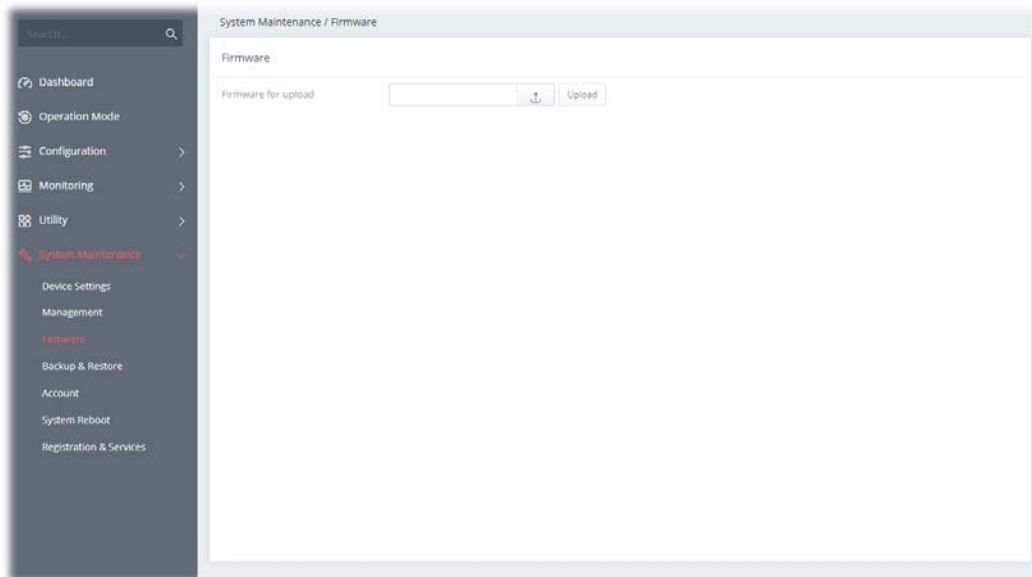 Search...
System Maintenance / Firmware
Dashboard
Operation Mode
Configuration
Monitoring
Utility
System Maintenance
Device Settings
Management
Firmware
Backup & Restore
Account
System Reboot
Registration & Services
Firmware
Firmware for upload
Upload